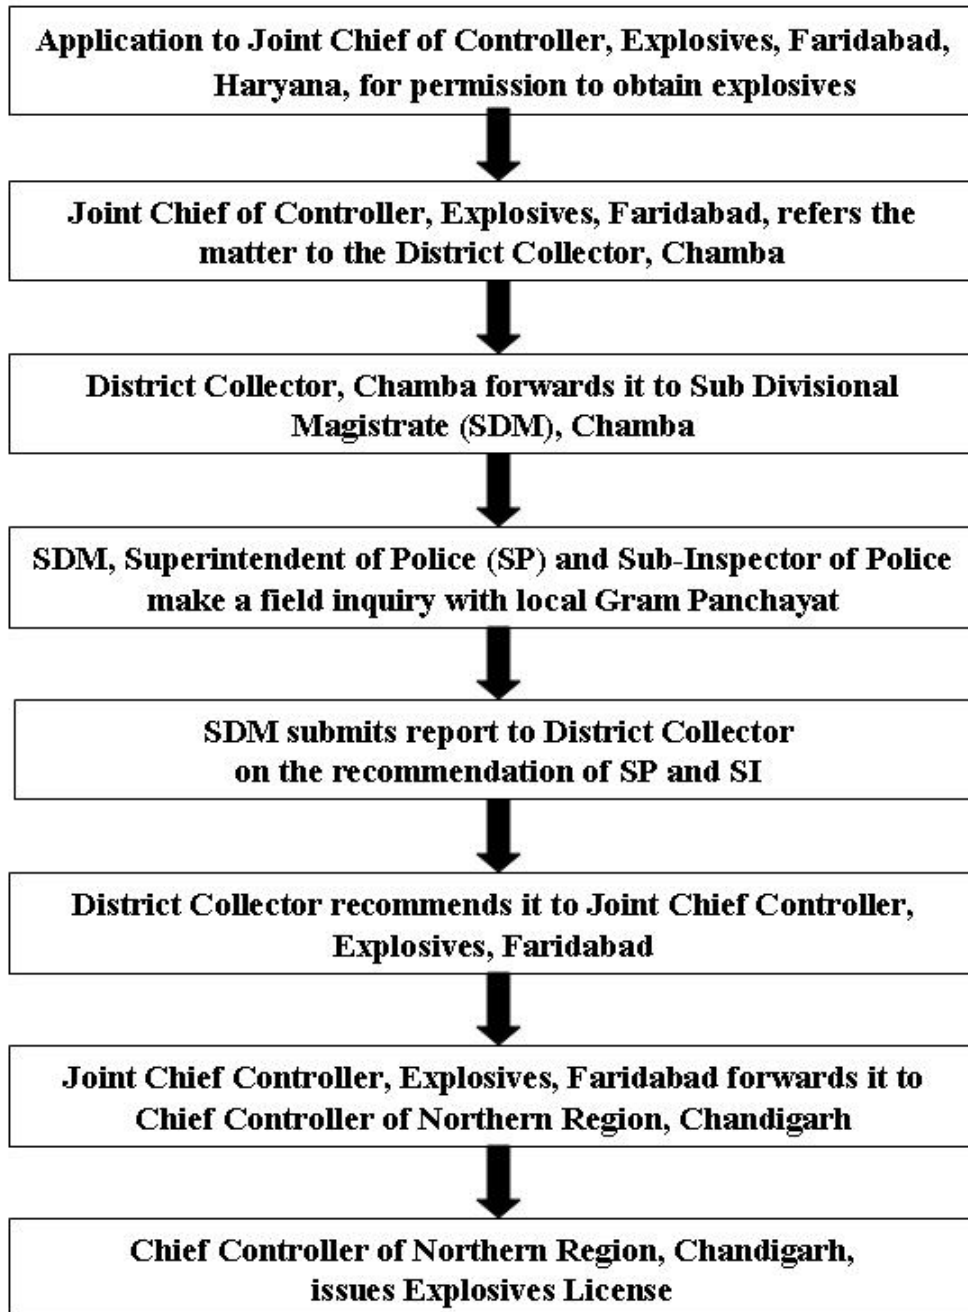 Application to Joint Chief of Controller, Explosives, Faridabad,
Haryana, for permission to obtain explosives
Joint Chief of Controller, Explosives, Faridabad, refers the
matter to the District Collector, Chamba
District Collector, Chamba forwards it to Sub Divisional
Magistrate (SDM), Chamba
SDM, Superintendent of Police (SP) and Sub-Inspector of Police
make a field inquiry with local Gram Panchayat
SDM submits report to District Collector
on the recommendation of SP and SI
District Collector recommends it to Joint Chief Controller,
Explosives, Faridabad
Joint Chief Controller, Explosives, Faridabad forwards it to
Chief Controller of Northern Region, Chandigarh
Chief Controller of Northern Region, Chandigarh,
issues Explosives License